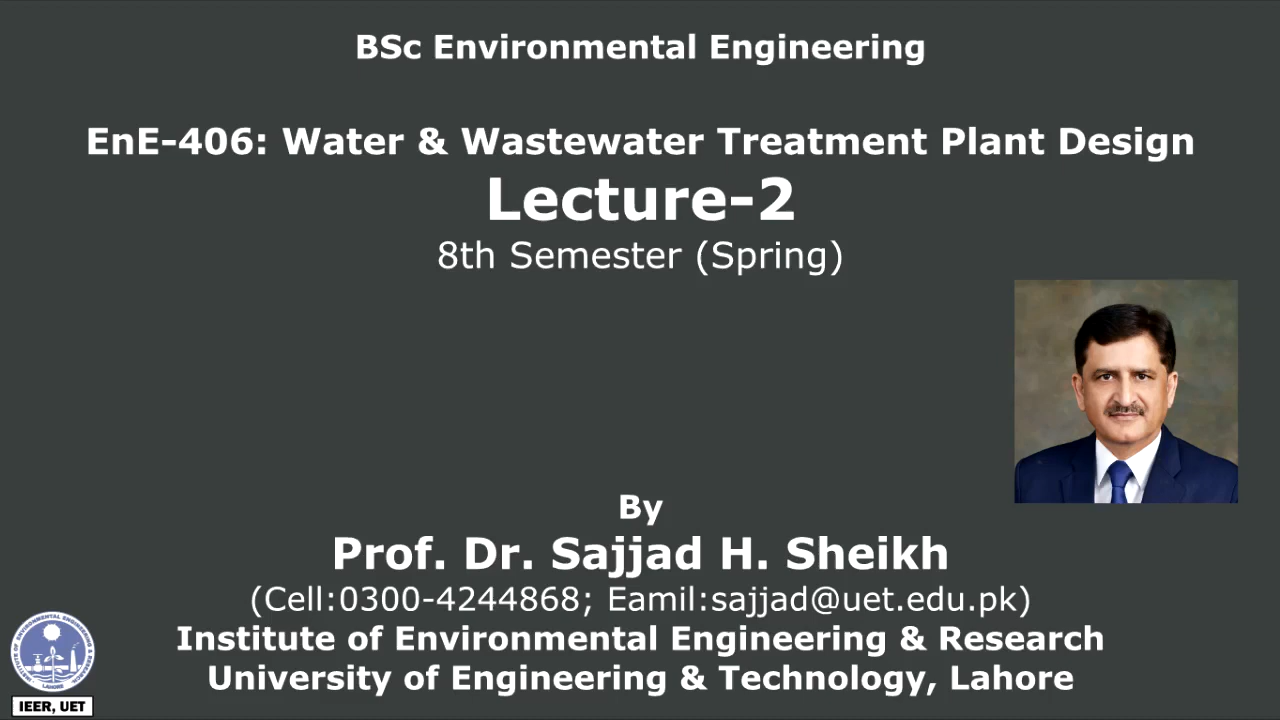 BSc Environmental Engineering
EnE-406: Water & Wastewater Treatment Plant Design
Lecture-2
8th Semester (Spring)
By
Prof. Dr. Sajjad H. Sheikh
(Cell:0300-4244868; Eamil:sajjad@uet.edu.pk)
Institute of Environmental Engineering & Research
University of Engineering & Technology, Lahore
LAHORE
IEER, UET